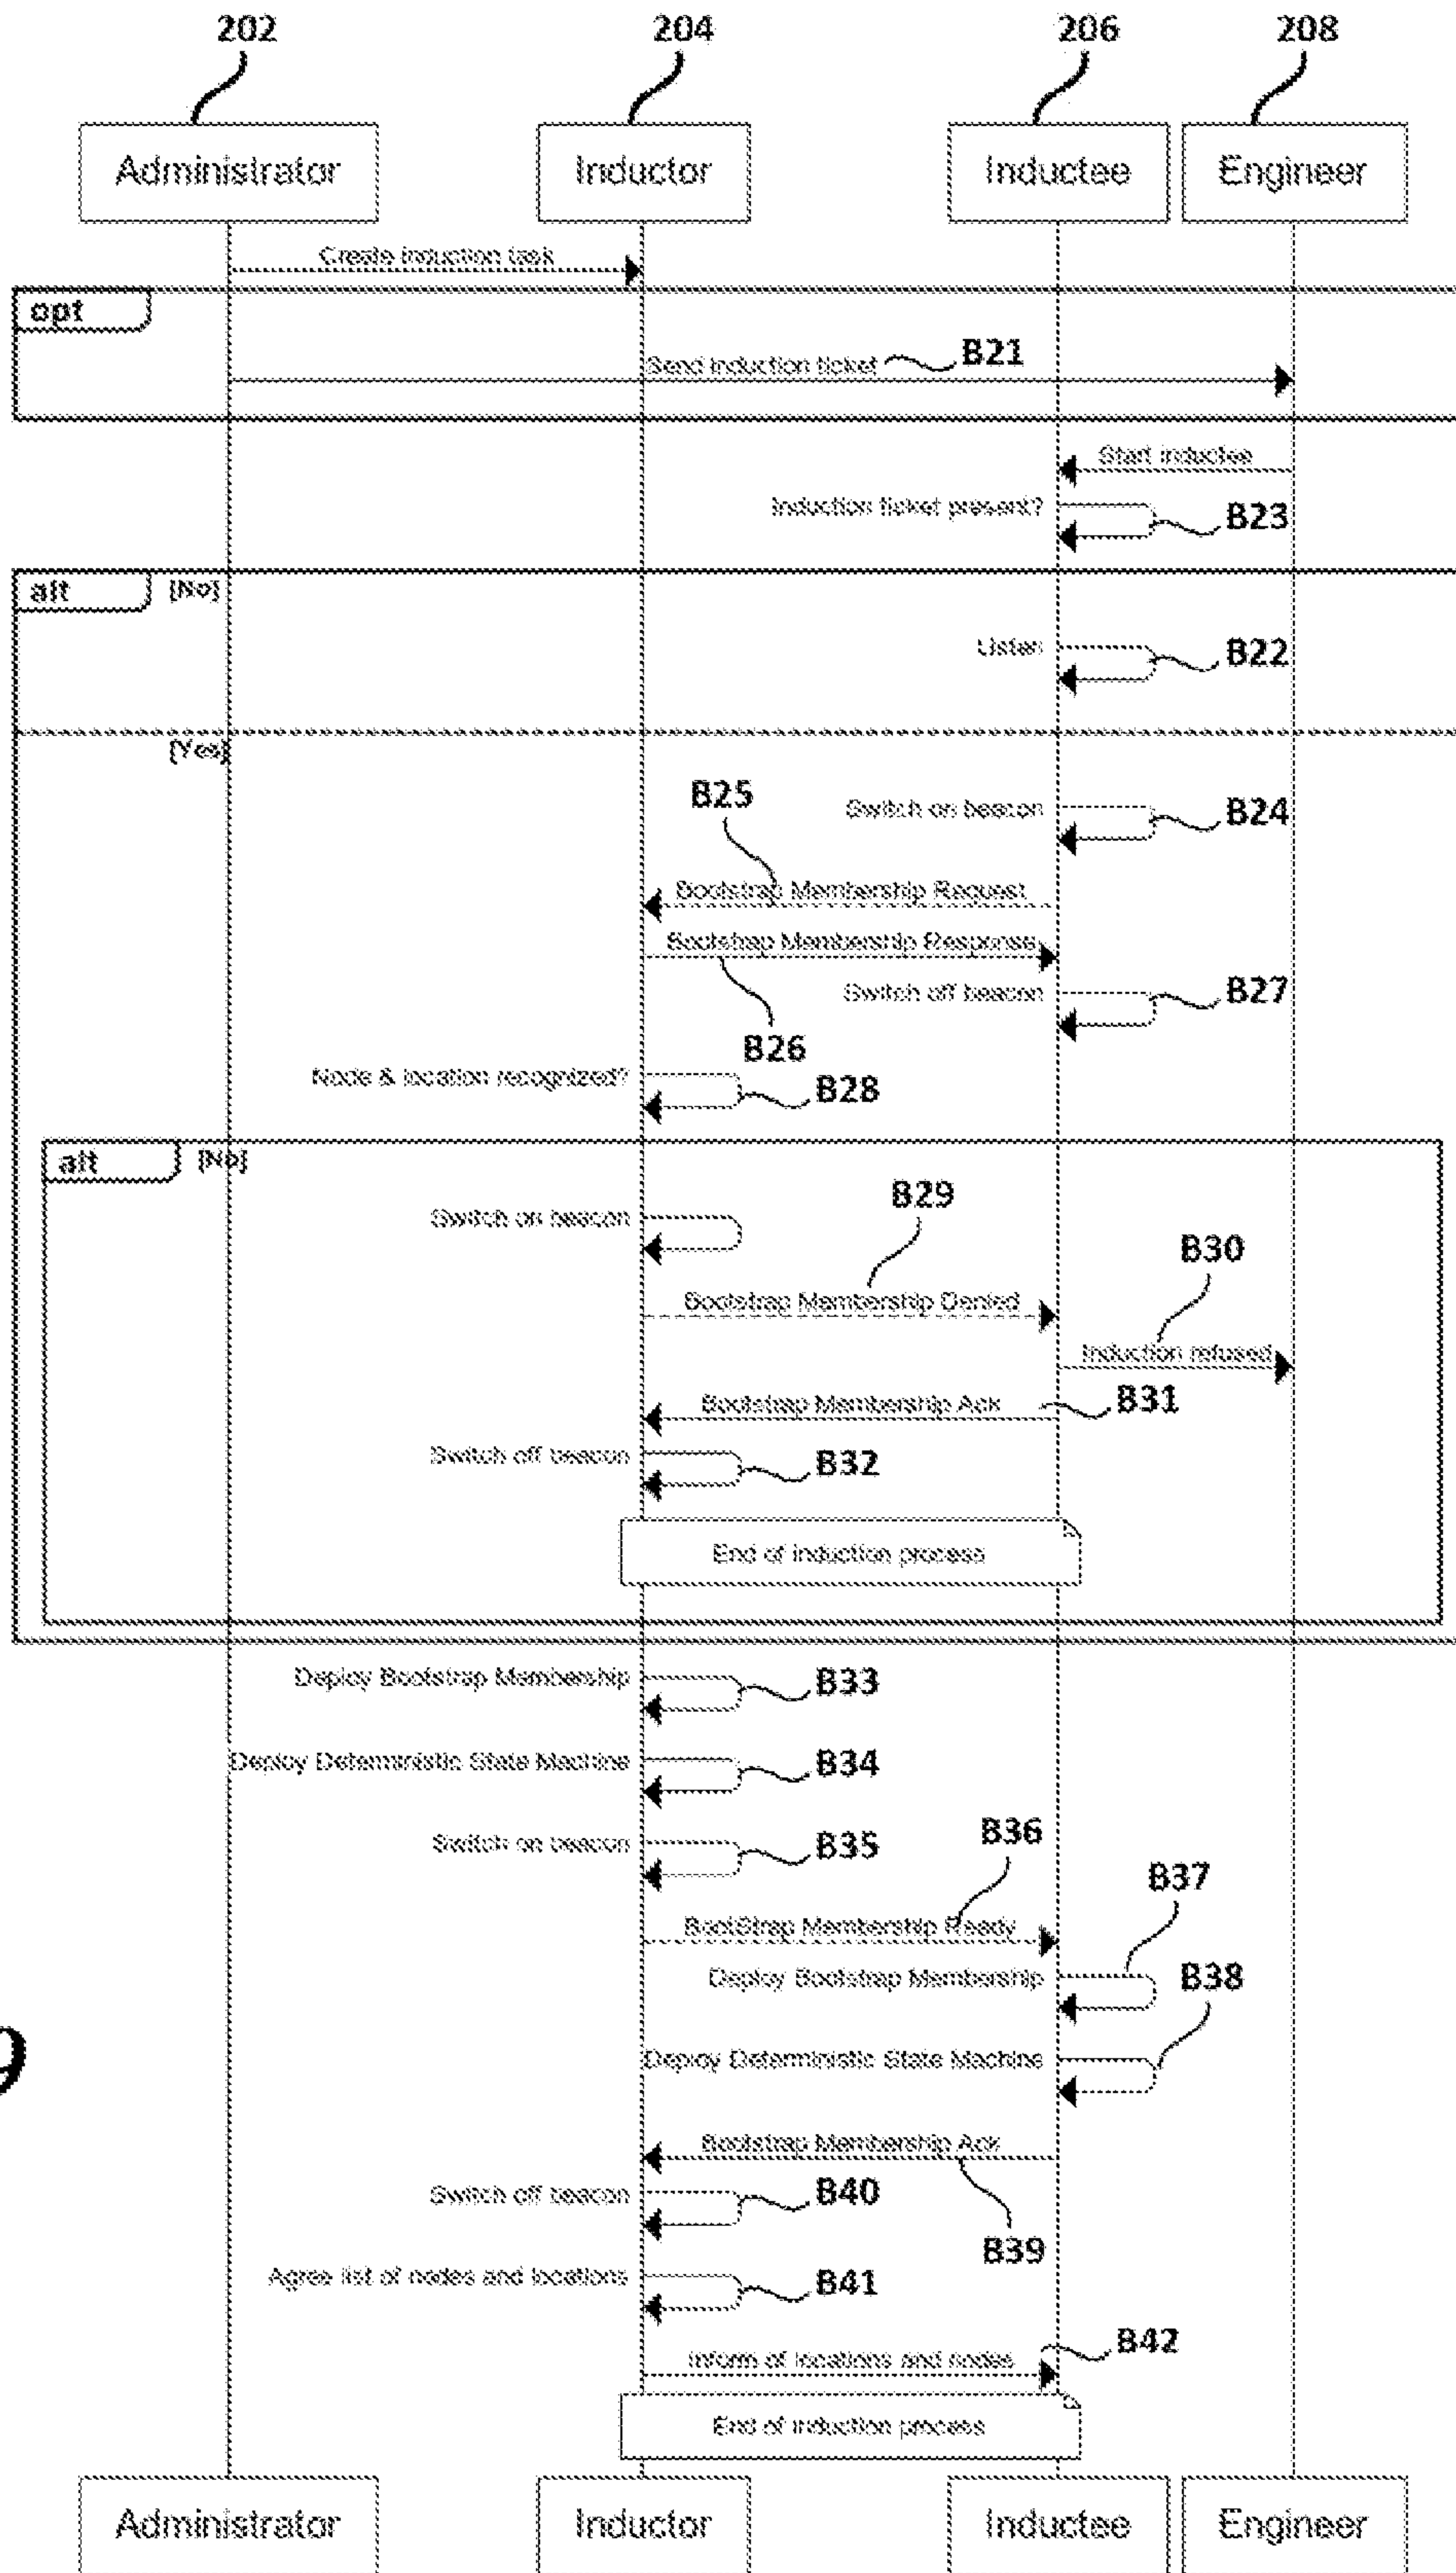 202 204 206 208
Administrator Inductor Inductee Engineer
Create induction task
opt
Send induction ticket B21
Start inductee
Induction ticket present? B23
alt [No]
Listen B22
[Yes]
B25
Switch on beacon B24
Bootstrap Membership Request
Bootstrap Membership Response
Switch off beacon B27
B26
Node & location recognized? B28
alt [No]
B29
Switch on beacon
B30
Bootstrap Membership Denied
Induction refused
Bootstrap Membership Ack B31
Switch off beacon B32
End of induction process
Deploy Bootstrap Membership B33
Deploy Deterministic State Machine B34
Switch on beacon B35
B36
B37
BootStrap Membership Ready
Deploy Bootstrap Membership
B38
Deploy Deterministic State Machine
9
Bootstrap Membership Ack
Switch off beacon B40
B39
Agree list of nodes and locations B41
B42
Inform of locations and nodes
End of induction process
Administrator Inductor Inductee Engineer